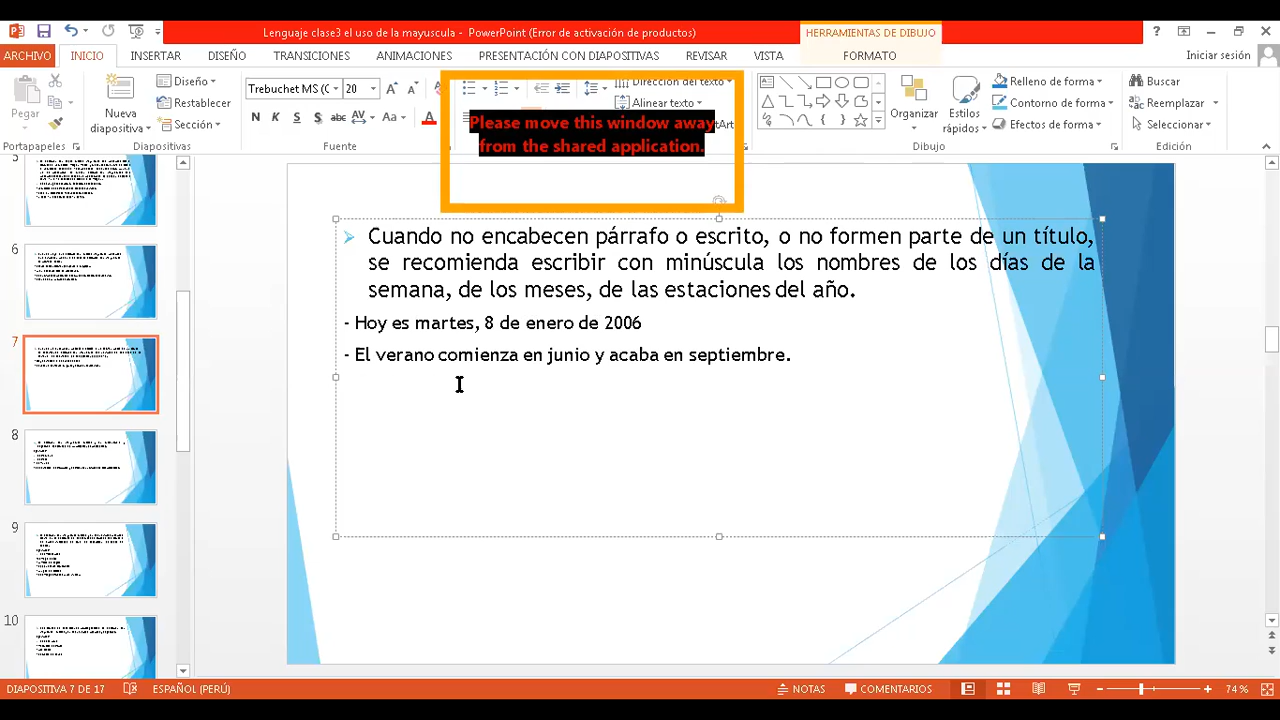 Lenguaje clase3 el uso de la mayuscula - PowerPoint (Error de activación de productos)
HERRAMIENTAS DE DIBUJO
ARCHIVO INICIO INSERTAR DISEÑO TRANSICIONES ANIMACIONES PRESENTACIÓN CON DIAPOSITIVAS REVISAR VISTA FORMATO Iniciar sesión
Pegar
Nueva diapositiva
Diseño
Restablecer
Sección
Trebuchet MS (C
N K S S abc AV Aa A
Dirección del texto
Alinear texto
Organizar
Estilos rápidos
Relleno de forma
Contorno de forma
Efectos de forma
Buscar
Reemplazar
Seleccionar
Portapapeles Diapositivas Fuente Dibujo Edición
Please move this window away
from the shared application.
Cuando no encabecen párrafo o escrito, o no formen parte de un título,
se recomienda escribir con minúscula los nombres de los días de la
semana, de los meses, de las estaciones del año.
- Hoy es martes, 8 de enero de 2006
- El verano comienza en junio y acaba en septiembre.
6
7
8
9
10
DIAPOSITIVA 7 DE 17 ESPAÑOL (PERÚ) NOTAS COMENTARIOS 74 %